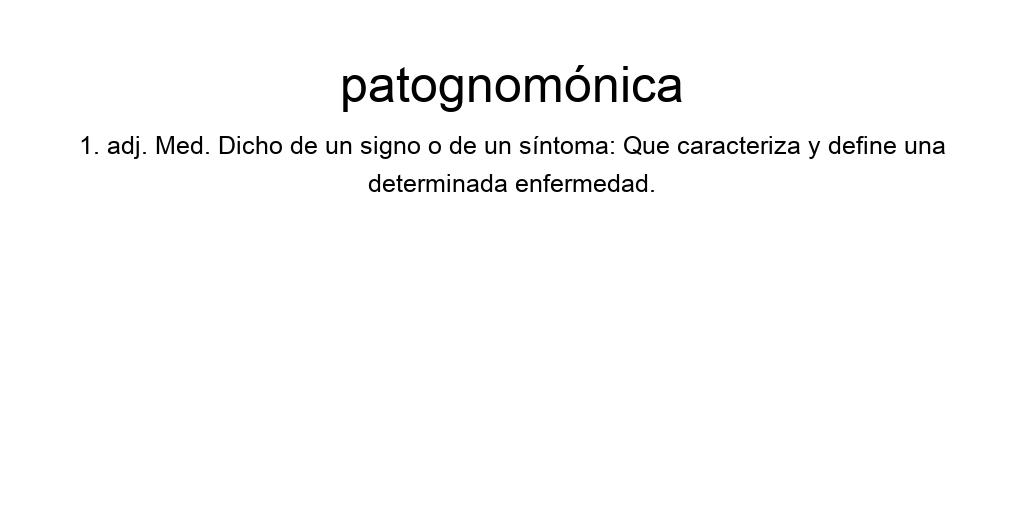 patognomónica
1. adj. Med. Dicho de un signo o de un síntoma: Que caracteriza y define una
determinada enfermedad.